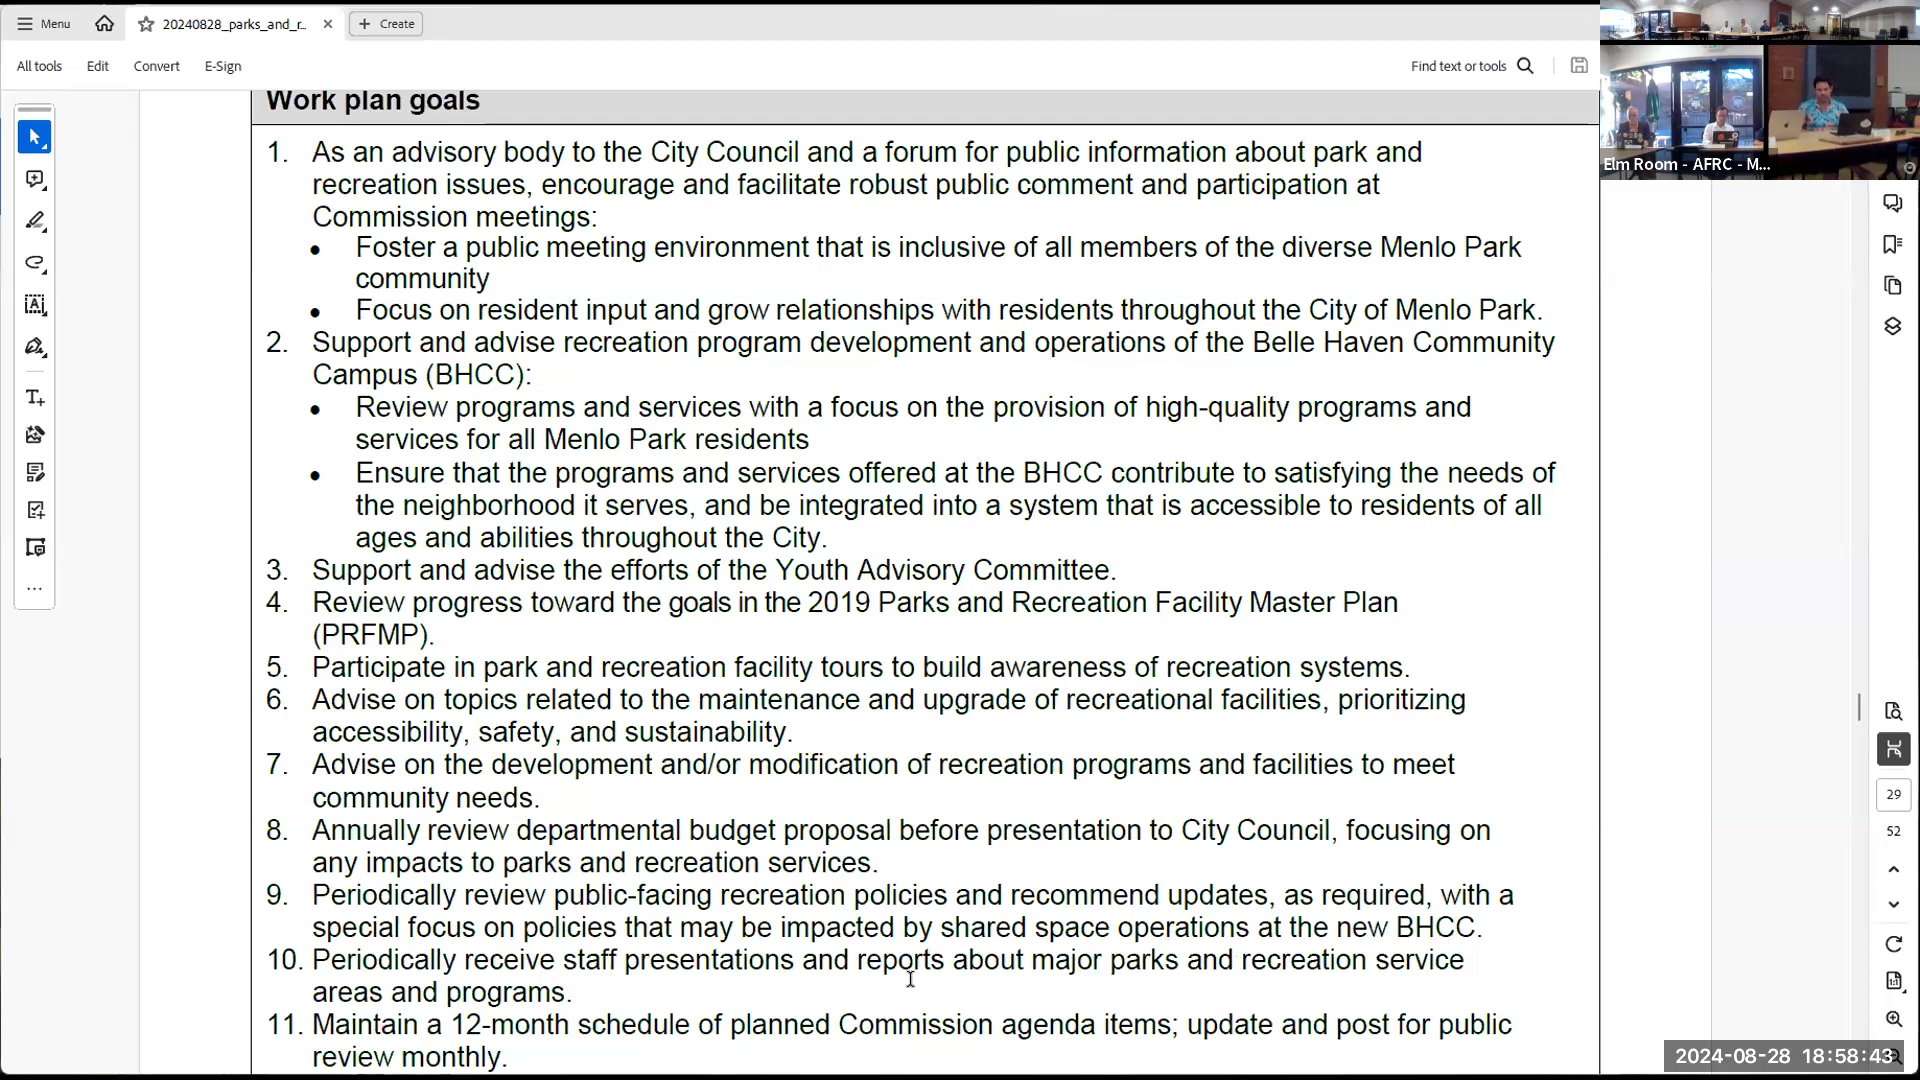 Menu
20240828_parks_and_r...
Create
All tools
Edit
Convert
E-Sign
Find text or tools
Elm Room - AFRC - M...
Work plan goals
1. As an advisory body to the City Council and a forum for public information about park and
recreation issues, encourage and facilitate robust public comment and participation at
Commission meetings:
• Foster a public meeting environment that is inclusive of all members of the diverse Menlo Park
community
• Focus on resident input and grow relationships with residents throughout the City of Menlo Park.
2. Support and advise recreation program development and operations of the Belle Haven Community
Campus (BHCC):
• Review programs and services with a focus on the provision of high-quality programs and
services for all Menlo Park residents
• Ensure that the programs and services offered at the BHCC contribute to satisfying the needs of
the neighborhood it serves, and be integrated into a system that is accessible to residents of all
ages and abilities throughout the City.
3. Support and advise the efforts of the Youth Advisory Committee.
4. Review progress toward the goals in the 2019 Parks and Recreation Facility Master Plan
(PRFMP).
5. Participate in park and recreation facility tours to build awareness of recreation systems.
6. Advise on topics related to the maintenance and upgrade of recreational facilities, prioritizing
accessibility, safety, and sustainability.
7. Advise on the development and/or modification of recreation programs and facilities to meet
community needs.
8. Annually review departmental budget proposal before presentation to City Council, focusing on
any impacts to parks and recreation services.
9. Periodically review public-facing recreation policies and recommend updates, as required, with a
special focus on policies that may be impacted by shared space operations at the new BHCC.
10. Periodically receive staff presentations and reports about major parks and recreation service
areas and programs.
11. Maintain a 12-month schedule of planned Commission agenda items; update and post for public
review monthly.
29
52
2024-08-28 18:58:43